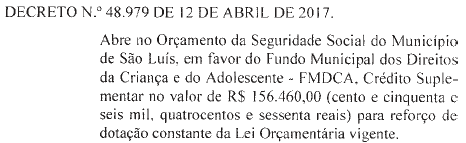 DECRETO N.º 48.979 DE 12 DE ABRIL DE 2017.
Abre no Orçamento da Seguridade Social do Município
de São Luís, em favor do Fundo Municipal dos Direitos
da Criança e do Adolescente - FMDCA, Crédito Suple-
mentar no valor de R$ 156.460,00 (cento e cinquenta e
seis mil, quatrocentos e sessenta reais) para reforço de
dotação constante da Lei Orçamentária vigente.